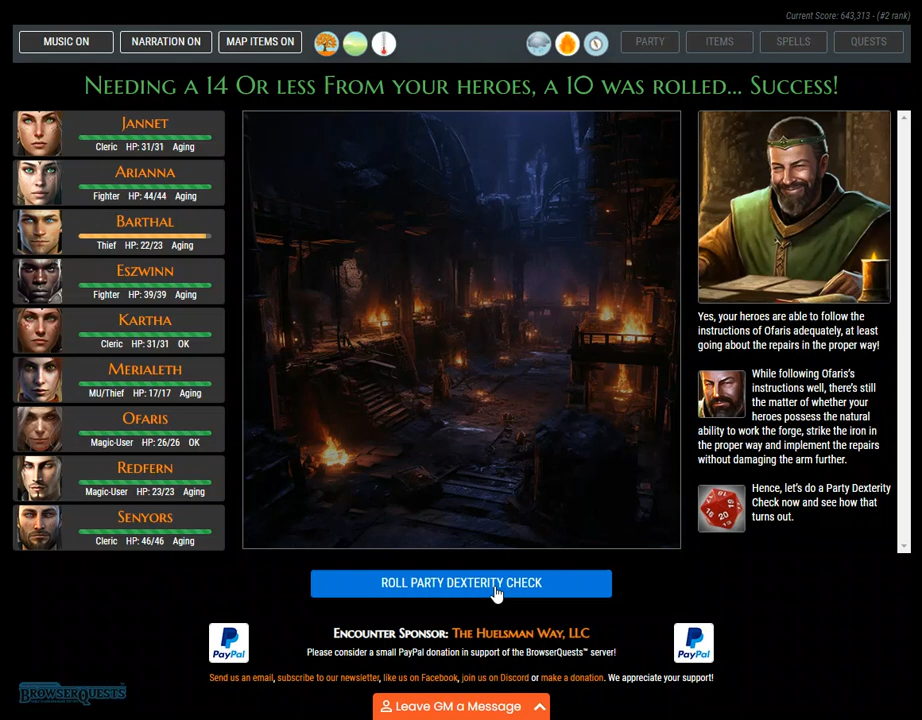 Current Score: 643,313 - (#2 rank)
MUSIC ON
NARRATION ON
MAP ITEMS ON
PARTY
ITEMS
SPELLS
QUESTS
Needing a 14 Or less From your heroes, a 10 was rolled... Success!
Jannet
Cleric HP: 31/31 Aging
Arianna
Fighter HP: 44/44 Aging
Barthal
Thief HP: 22/23 Aging
Eszwinn
Fighter HP: 39/39 Aging
Kartha
Cleric HP: 31/31 OK
Merialeth
MU/Thief HP: 17/17 Aging
Ofaris
Magic-User HP: 26/26 OK
Redfern
Magic-User HP: 23/23 Aging
Senyors
Cleric HP: 46/46 Aging
Yes, your heroes are able to follow the
instructions of Ofaris adequately, at least
going about the repairs in the proper way!
While following Ofaris's
instructions well, there's still
the matter of whether your
heroes possess the natural
ability to work the forge, strike the iron in
the proper way and implement the repairs
without damaging the arm further.
Hence, let's do a Party Dexterity
Check now and see how that
turns out.
ROLL PARTY DEXTERITY CHECK
PayPal
Encounter Sponsor: The Huelsman Way, LLC
Please consider a small PayPal donation in support of the BrowserQuests™ server!
PayPal
Send us an email, subscribe to our newsletter, like us on Facebook, join us on Discord or make a donation. We appreciate your support!
BrowserQuests
Leave GM a Message